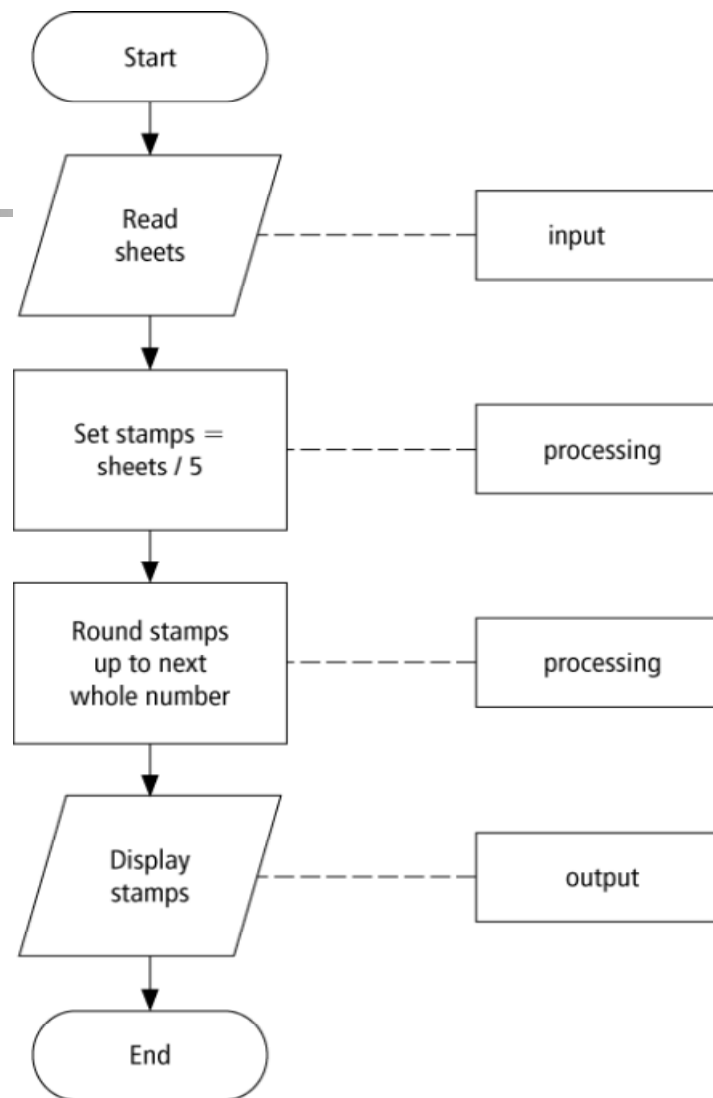 Start
Read
sheets
input
Set stamps =
sheets / 5
processing
Round stamps
up to next
whole number
processing
Display
stamps
output
End